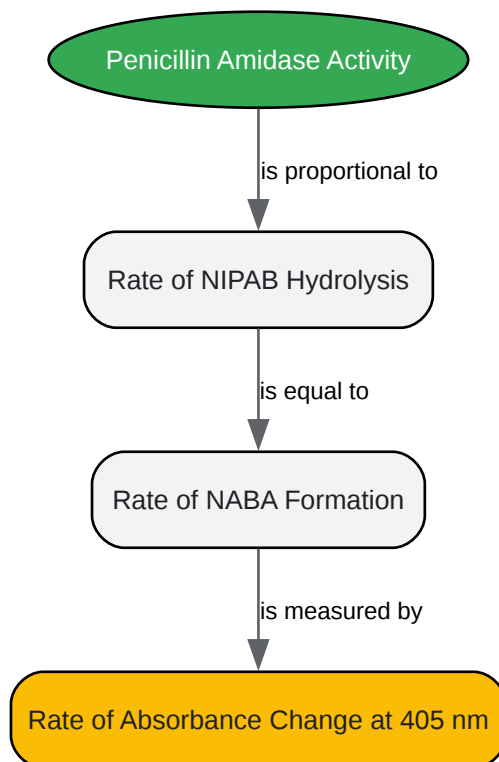 Penicillin Amidase Activity
is proportional to
Rate of NIPAB Hydrolysis
is equal to
Rate of NABA Formation
is measured by
Rate of Absorbance Change at 405 nm